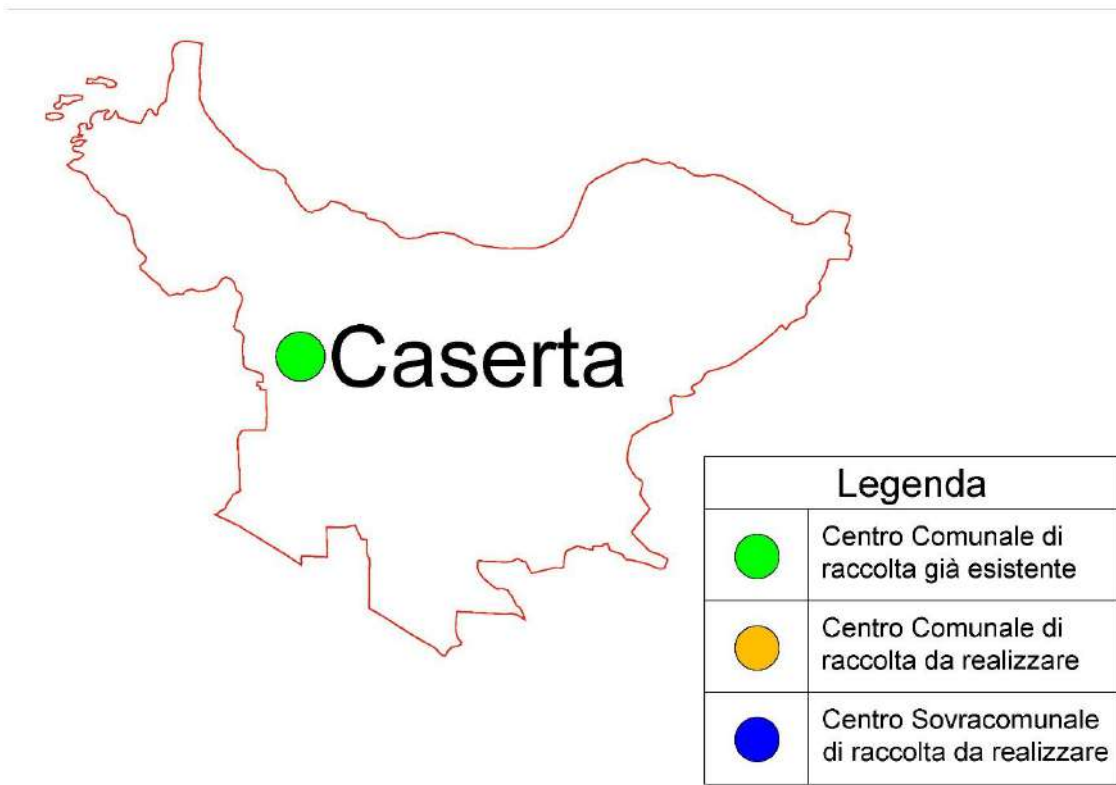 Caserta
Legenda
Centro Comunale di
raccolta già esistente
Centro Comunale di
raccolta da realizzare
Centro Sovracomunale
di raccolta da realizzare